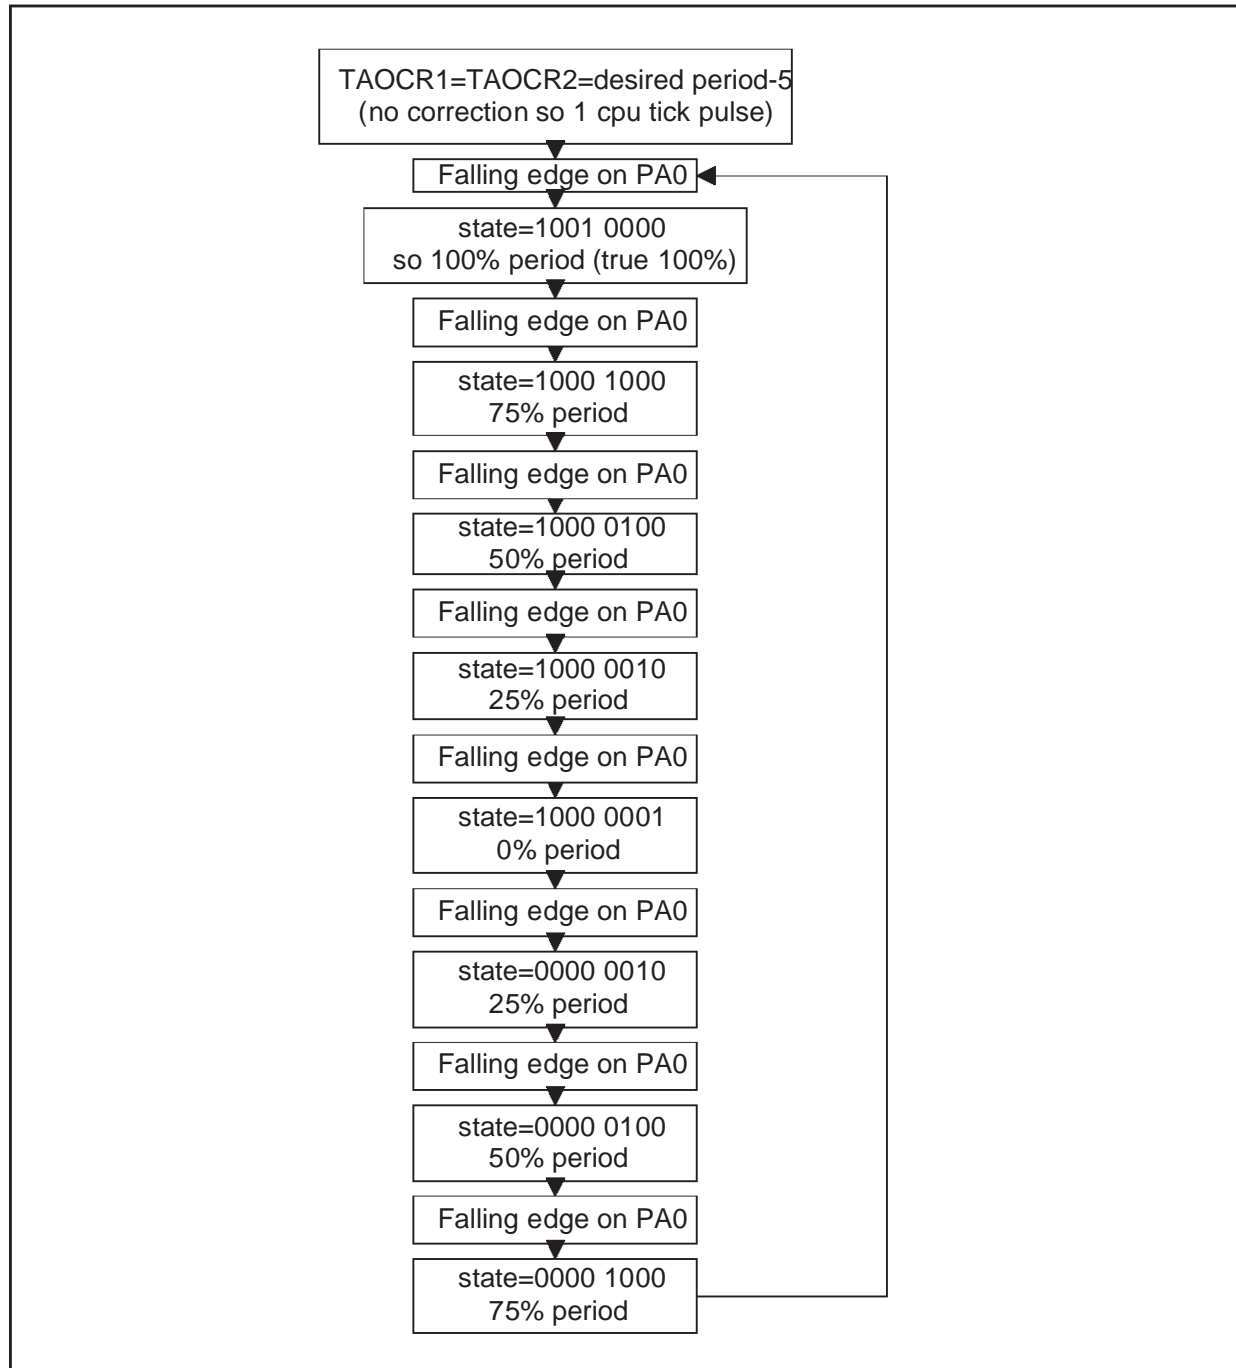 TAOCR1=TAOCR2=desired period-5
(no correction so 1 cpu tick pulse)
Falling edge on PA0
state=1001 0000
so 100% period (true 100%)
Falling edge on PA0
state=1000 1000
75% period
Falling edge on PA0
state=1000 0100
50% period
Falling edge on PA0
state=1000 0010
25% period
Falling edge on PA0
state=1000 0001
0% period
Falling edge on PA0
state=0000 0010
25% period
Falling edge on PA0
state=0000 0100
50% period
Falling edge on PA0
state=0000 1000
75% period